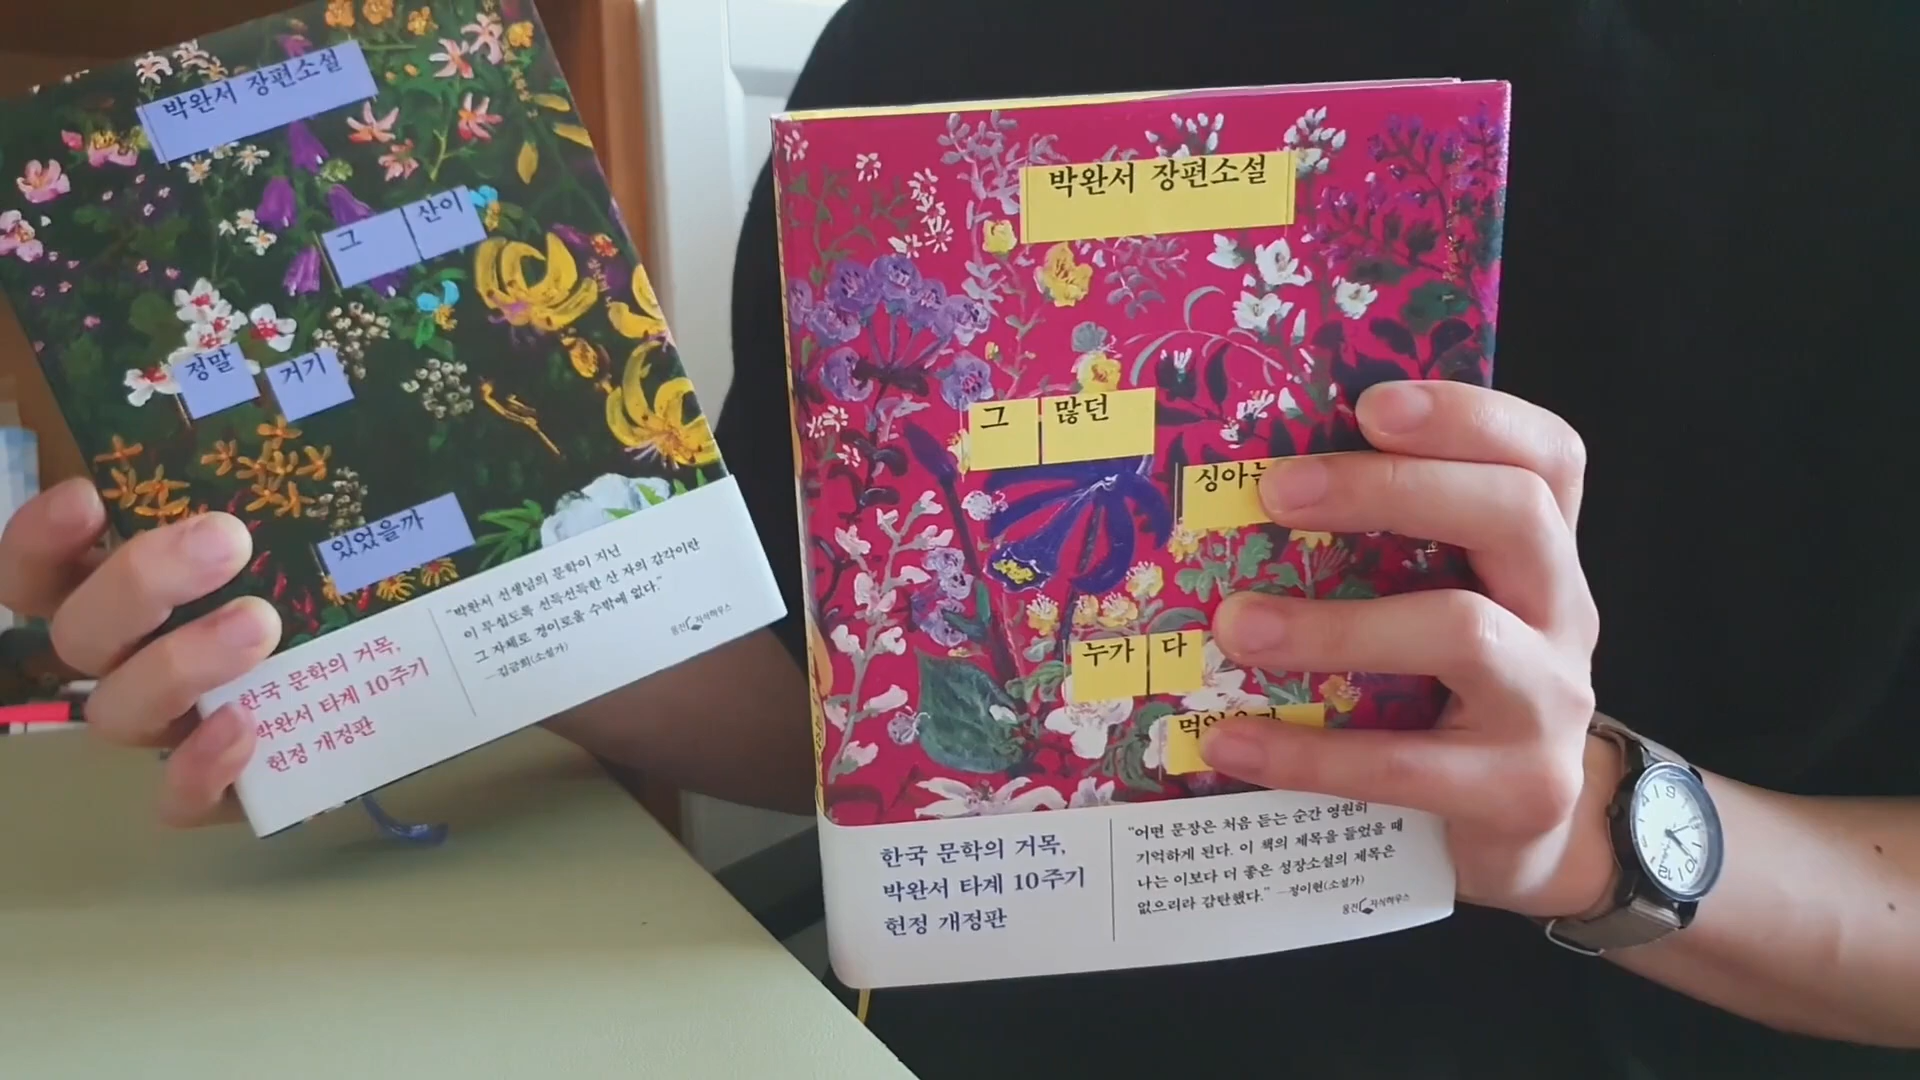 박완서 장편소설
그 산이
정말 거기
있었을까
한국 문학의 거목,
박완서 타계 10주기
헌정 개정판
"박완서 선생님의 문학이 지닌
이 무섭도록 선득선득한 산 자의 감각이란
그 자체로 경이로울 수밖에 없다."
—김금희(소설가)
웅진 지식하우스
박완서 장편소설
그 많던
싱아는
누가 다
한국 문학의 거목,
박완서 타계 10주기
헌정 개정판
"어떤 문장은 처음 듣는 순간 영원히
기억하게 된다. 이 책의 제목을 들었을 때
나는 이보다 더 좋은 성장소설의 제목은
없으리라 감탄했다." —정이현(소설가)
웅진 지식하우스